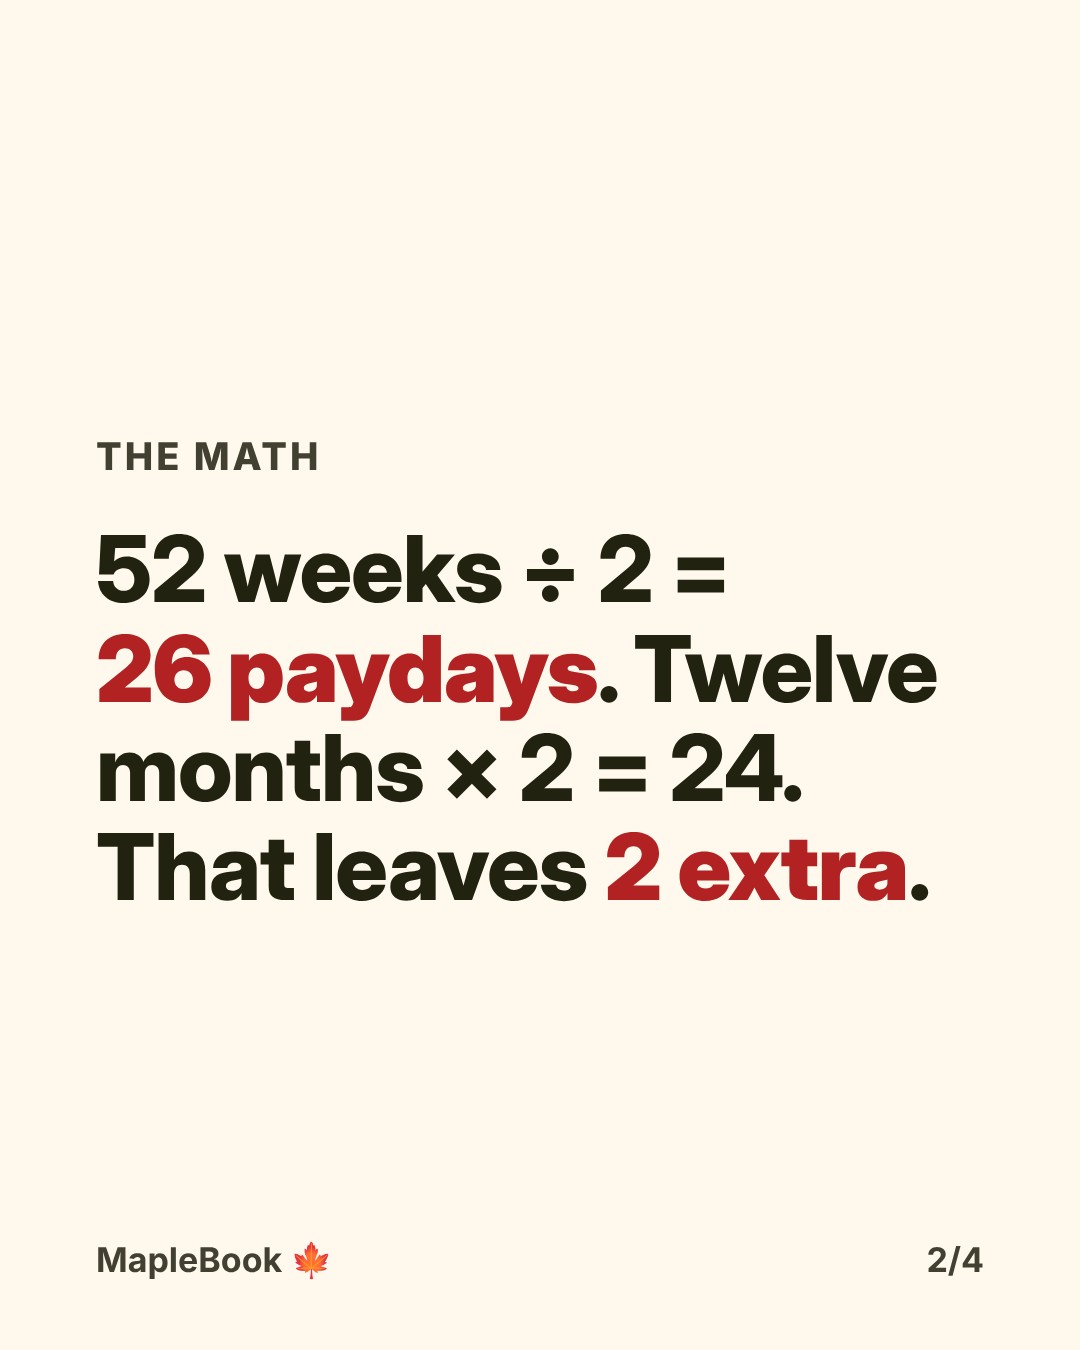 THE MATH
52 weeks ÷ 2 =
26 paydays. Twelve
months × 2 = 24.
That leaves 2 extra.
MapleBook 🍁
2/4